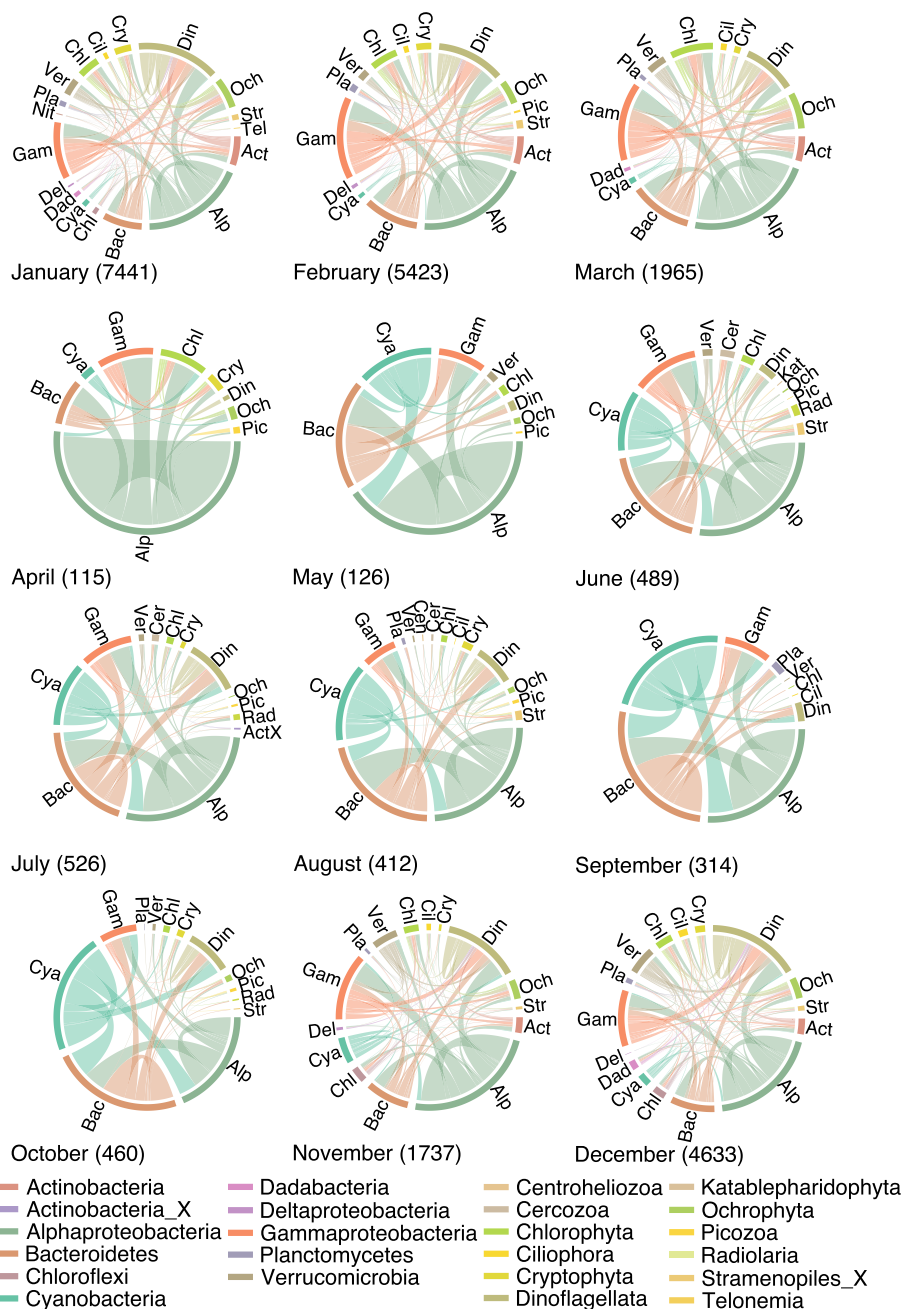 Ver Chl Cil Cry Din Och Str Tel Act Alp Bac Chl Cya Dad Del Gam Nit Pla
January (7441)
Ver Chl Cil Cry Din Och Pic Str Act Alp Bac Cya Del Gam Pla
February (5423)
Ver Chl Cil Cry Din Och Act Alp Bac Cya Dad Gam Pla
March (1965)
Gam Chl Cry Din Och Pic Alp Bac Cya
April (115)
Cya Gam Ver Chl Din Och Pic Alp Bac
May (126)
Gam Ver Cer Chl Din Kat Och Pic Rad Str Alp Bac Cya
June (489)
Gam Ver Cer Chl Cry Din Och Pic Rad ActX Alp Bac Cya
July (526)
Gam Pla Ver Cen Cer Chl Cil Cry Din Och Pic Str Alp Bac Cya
August (412)
Cya Gam Pla Ver Chl Cil Din Alp Bac
September (314)
Gam Pla Ver Chl Cry Din Och Pic Rad Str Alp Bac Cya
October (460)
Ver Chl Cil Cry Din Och Str Act Alp Bac Chl Cya Del Gam Pla
November (1737)
Ver Chl Cil Cry Din Och Str Act Alp Bac Chl Cya Dad Del Gam Pla
December (4633)
Actinobacteria
Actinobacteria_X
Alphaproteobacteria
Bacteroidetes
Chloroflexi
Cyanobacteria
Dadabacteria
Deltaproteobacteria
Gammaproteobacteria
Planctomycetes
Verrucomicrobia
Centroheliozoa
Cercozoa
Chlorophyta
Ciliophora
Cryptophyta
Dinoflagellata
Katablepharidophyta
Ochrophyta
Picozoa
Radiolaria
Stramenopiles_X
Telonemia